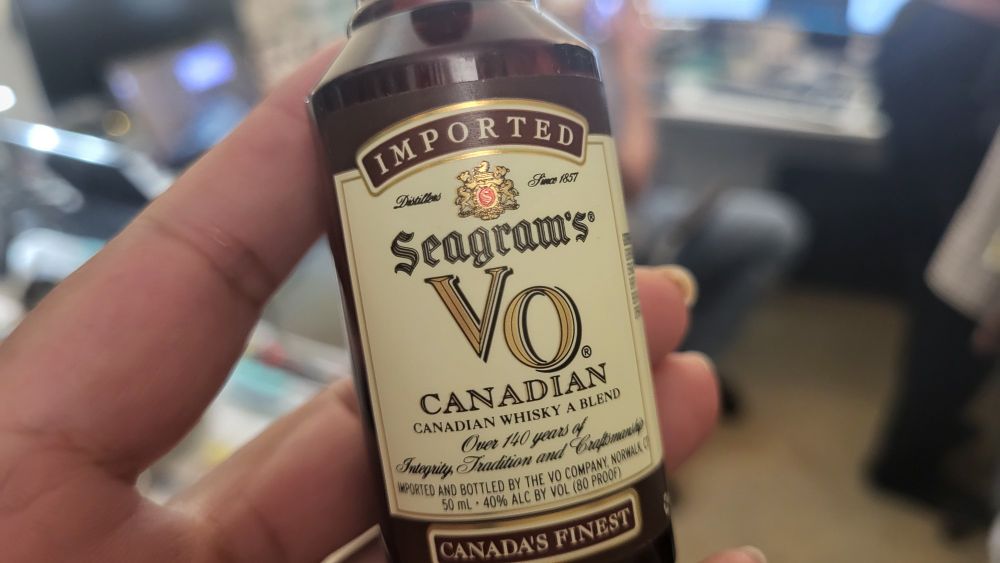 IMPORTED
Distillers Since 1857
S
Seagram's®
VO®
CANADIAN
CANADIAN WHISKY A BLEND
Over 140 years of
Integrity, Tradition and Craftsmanship
IMPORTED AND BOTTLED BY THE VO COMPANY, NORWALK, C
50 mL • 40% ALC BY VOL (80 PROOF)
CANADA'S FINEST